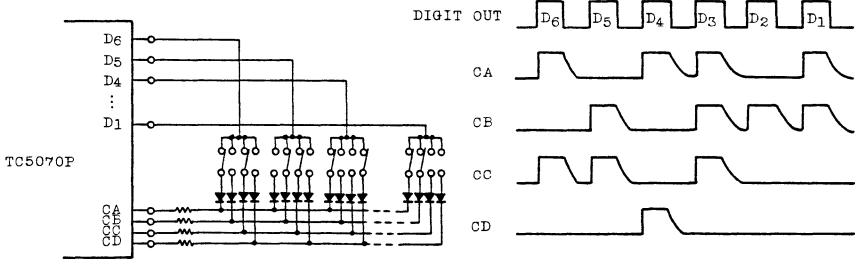 DIGIT OUT D6 D5 D4 D3 D2 D1
D6
D5
D4
⋮
D1
TC5070P
CA
CB
CC
CD
CA
CB
CC
CD